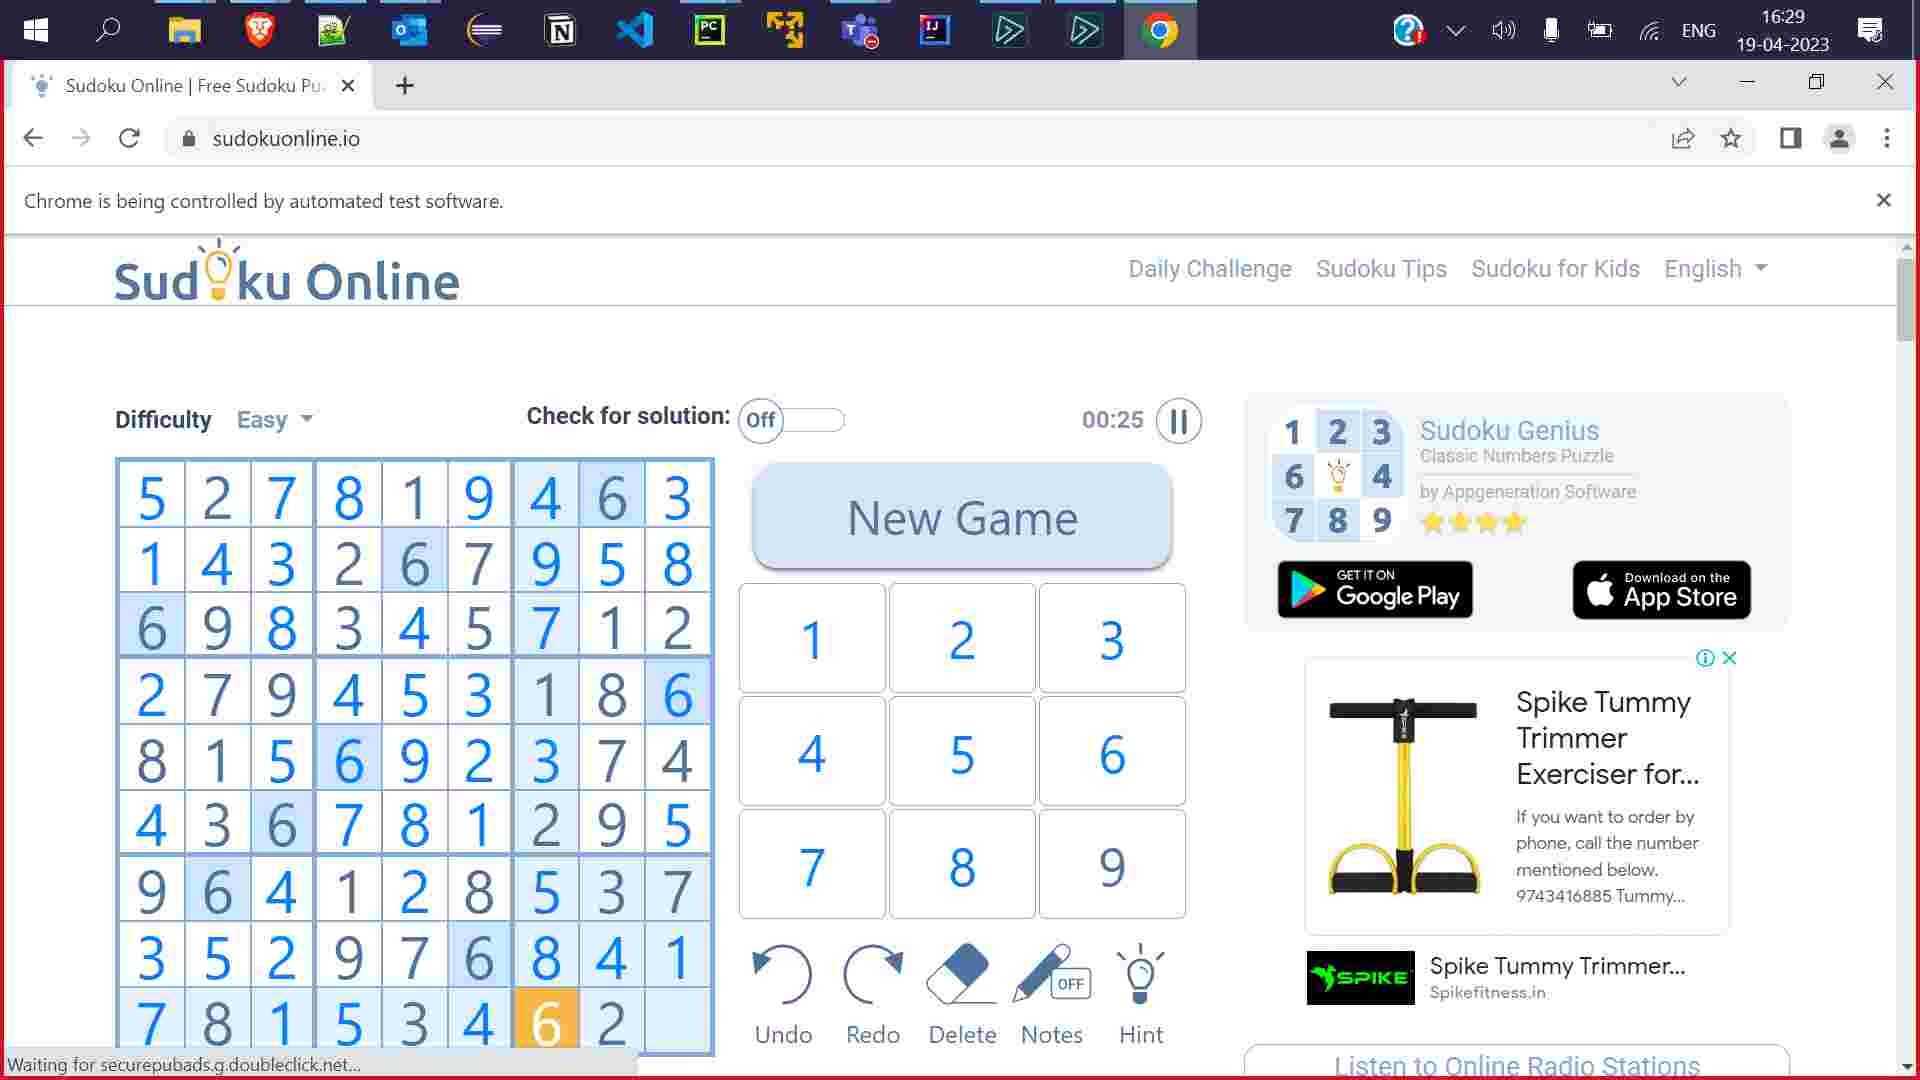 ENG
16:29
19-04-2023
Sudoku Online | Free Sudoku Pu
sudokuonline.io
Chrome is being controlled by automated test software.
Sudoku Online
Daily Challenge Sudoku Tips Sudoku for Kids English
Difficulty Easy Check for solution: Off 00:25
5 2 7 8 1 9 4 6 3
1 4 3 2 6 7 9 5 8
6 9 8 3 4 5 7 1 2
2 7 9 4 5 3 1 8 6
8 1 5 6 9 2 3 7 4
4 3 6 7 8 1 2 9 5
9 6 4 1 2 8 5 3 7
3 5 2 9 7 6 8 4 1
7 8 1 5 3 4 6 2
New Game
1 2 3
4 5 6
7 8 9
OFF
Undo Redo Delete Notes Hint
1 2 3
6 4
7 8 9
Sudoku Genius
Classic Numbers Puzzle
by Appgeneration Software
GET IT ON
Google Play
Download on the
App Store
Spike Tummy
Trimmer
Exerciser for...
If you want to order by
phone, call the number
mentioned below.
9743416885 Tummy...
SPIKE
Spike Tummy Trimmer...
Spikefitness.in
Listen to Online Radio Stations
Waiting for securepubads.g.doubleclick.net...